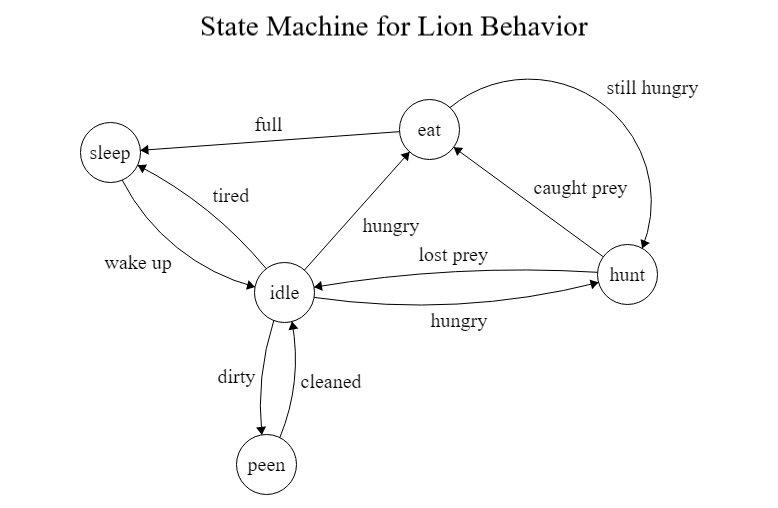 State Machine for Lion Behavior
still hungry
eat
full
sleep
caught prey
tired
hungry
lost prey
wake up
hunt
idle
hungry
dirty
cleaned
peen